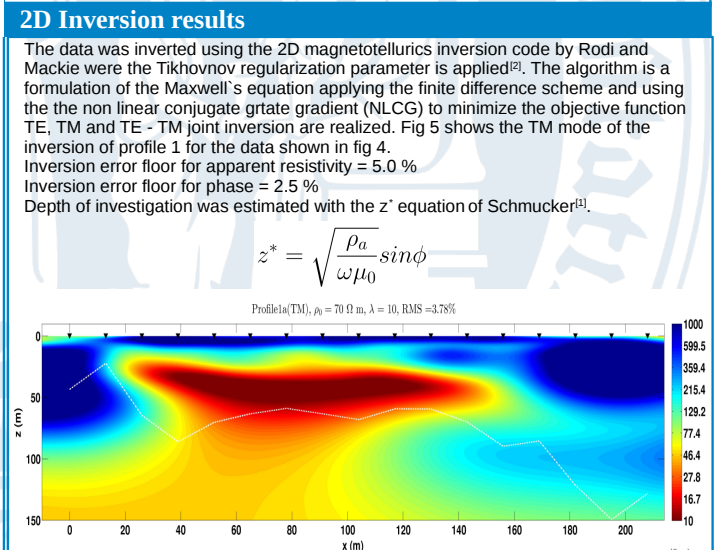 2D Inversion results
The data was inverted using the 2D magnetotellurics inversion code by Rodi and
Mackie were the Tikhovnov regularization parameter is applied[2]. The algorithm is a
formulation of the Maxwell`s equation applying the finite difference scheme and using
the the non linear conjugate grtate gradient (NLCG) to minimize the objective function
TE, TM and TE - TM joint inversion are realized. Fig 5 shows the TM mode of the
inversion of profile 1 for the data shown in fig 4.
Inversion error floor for apparent resistivity = 5.0 %
Inversion error floor for phase = 2.5 %
Depth of investigation was estimated with the z* equation of Schmucker[1].
z* = √(ρa/ωμ0) sinϕ
Profile1a(TM), ρ0 = 70 Ω m, λ = 10, RMS =3.78%
0
50
100
150
z (m)
0 20 40 60 80 100 120 140 160 180 200
x (m)
1000
599.5
359.4
215.4
129.2
77.4
46.4
27.8
16.7
10